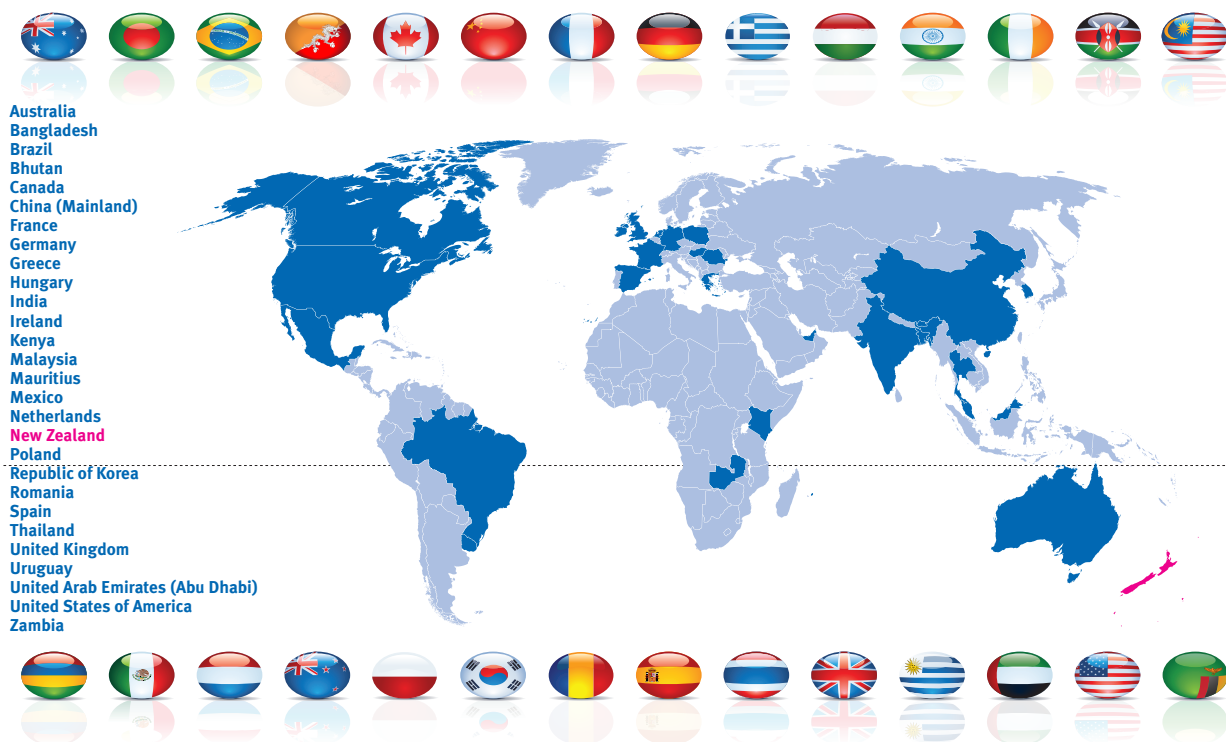 Australia
Bangladesh
Brazil
Bhutan
Canada
China (Mainland)
France
Germany
Greece
Hungary
India
Ireland
Kenya
Malaysia
Mauritius
Mexico
Netherlands
New Zealand
Poland
Republic of Korea
Romania
Spain
Thailand
United Kingdom
Uruguay
United Arab Emirates (Abu Dhabi)
United States of America
Zambia